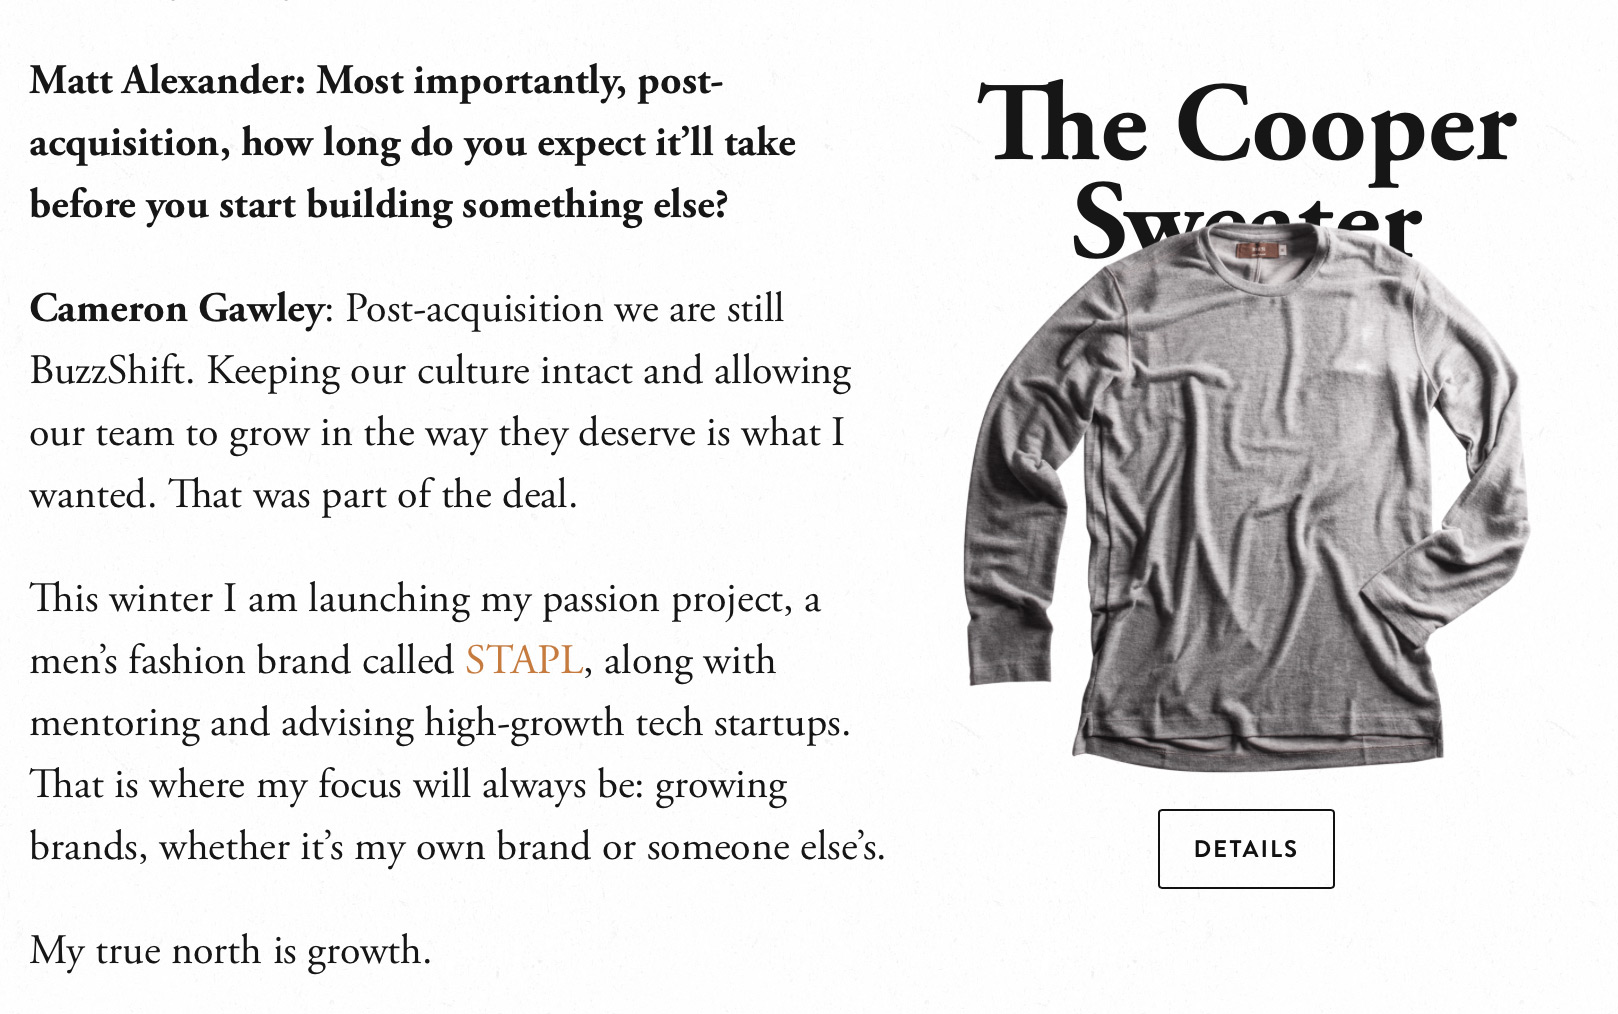 Matt Alexander: Most importantly, post-
acquisition, how long do you expect it’ll take
before you start building something else?
Cameron Gawley: Post-acquisition we are still
BuzzShift. Keeping our culture intact and allowing
our team to grow in the way they deserve is what I
wanted. That was part of the deal.
This winter I am launching my passion project, a
men’s fashion brand called STAPL, along with
mentoring and advising high-growth tech startups.
That is where my focus will always be: growing
brands, whether it’s my own brand or someone else’s.
My true north is growth.
The Cooper
Sweater
DETAILS